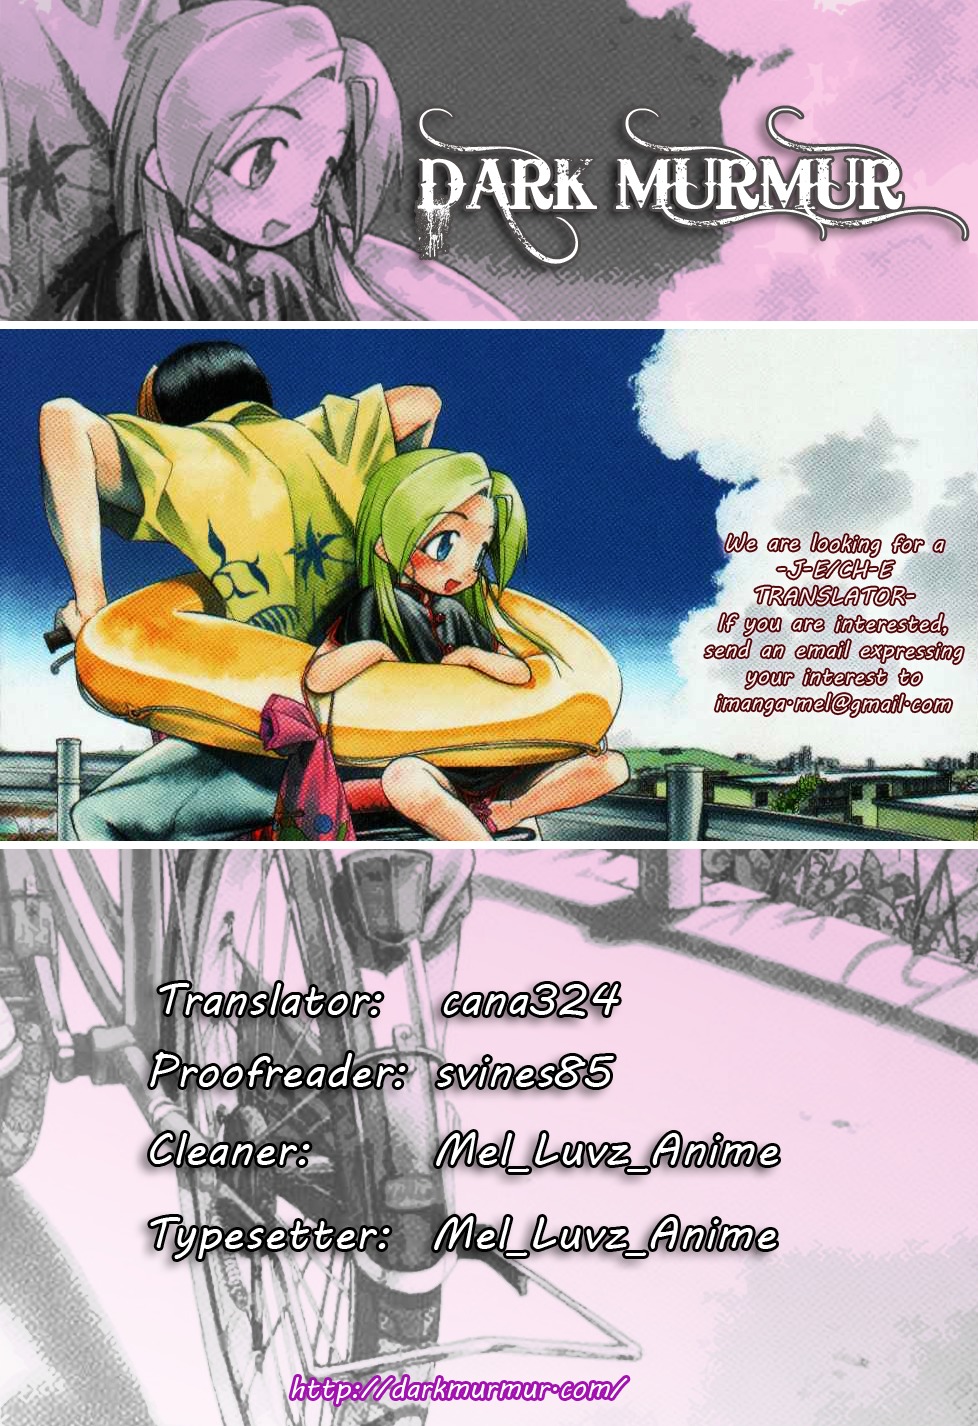 DARK MURMUR
We are looking for a
-J-E/CH-E
TRANSLATOR-
If you are interested,
send an email expressing
your interest to
imanga.mel@gmail.com
Translator: cana324
Proofreader: svines85
Cleaner: Mel_Luvz_Anime
Typesetter: Mel_Luvz_Anime
http://darkmurmur.com/